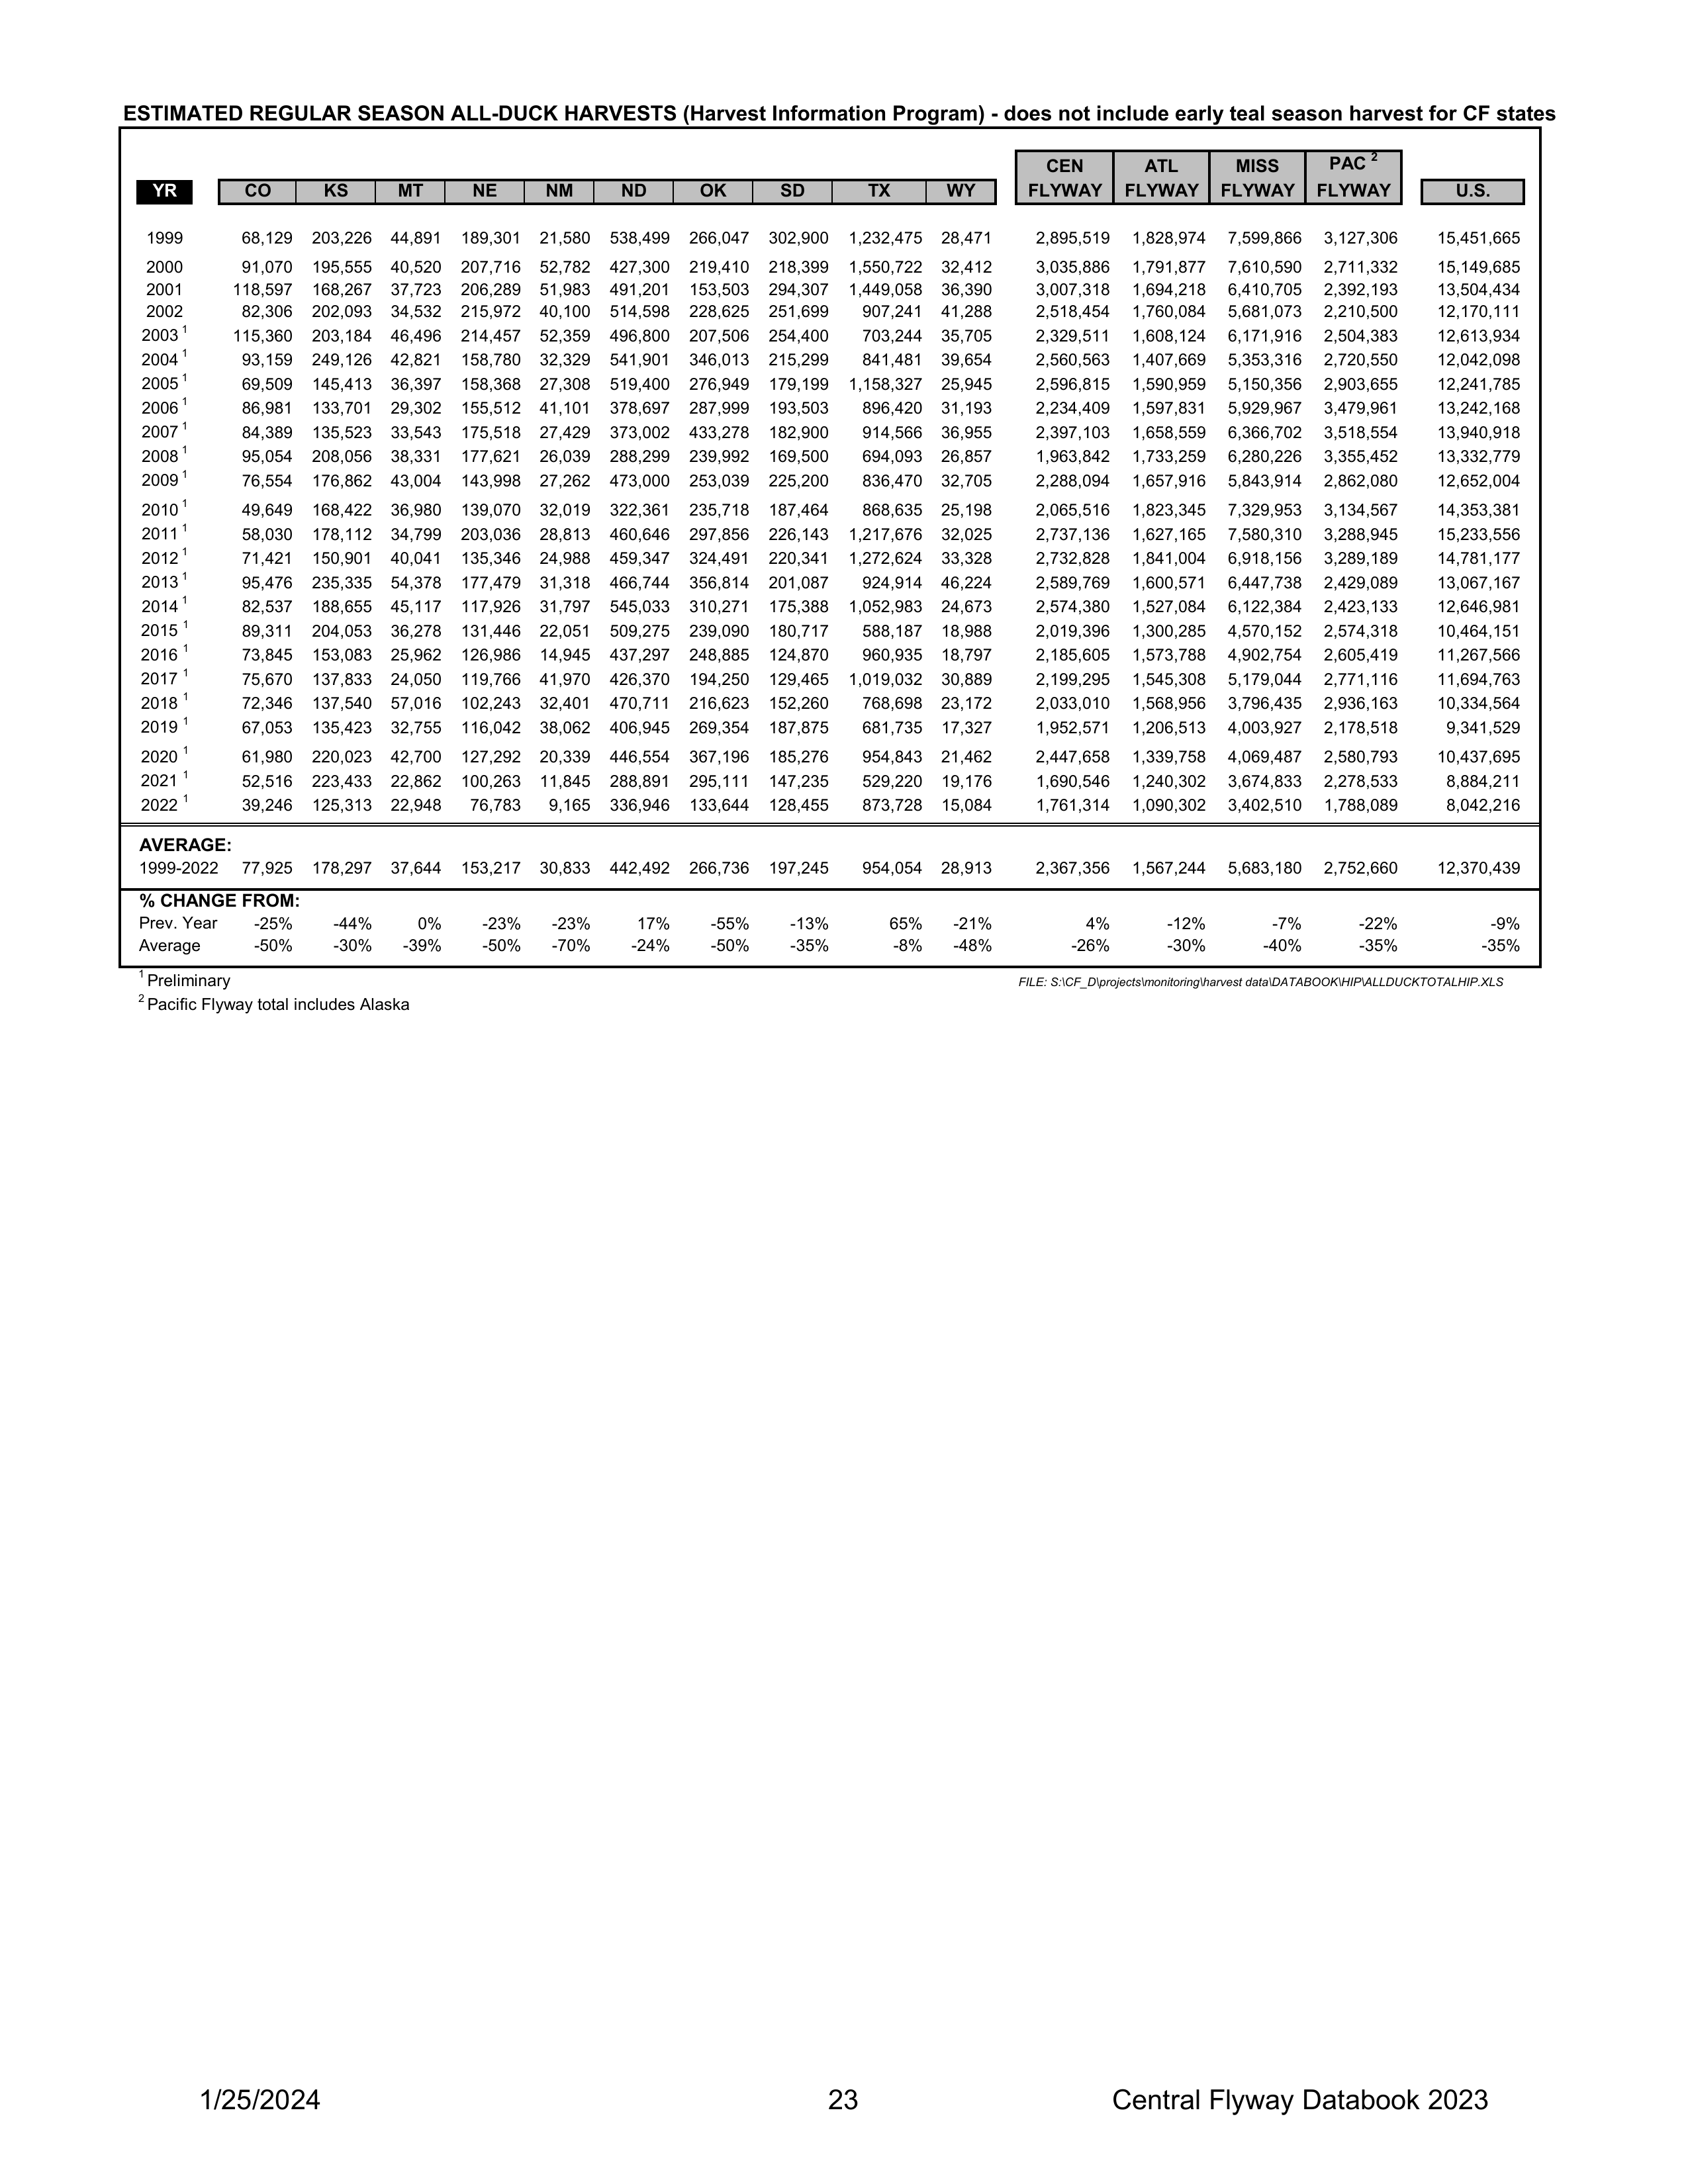 ESTIMATED REGULAR SEASON ALL-DUCK HARVESTS (Harvest Information Program) - does not include early teal season harvest for CF states
CEN ATL MISS PAC 2
YR CO KS MT NE NM ND OK SD TX WY FLYWAY FLYWAY FLYWAY FLYWAY U.S.
1999 68,129 203,226 44,891 189,301 21,580 538,499 266,047 302,900 1,232,475 28,471 2,895,519 1,828,974 7,599,866 3,127,306 15,451,665
2000 91,070 195,555 40,520 207,716 52,782 427,300 219,410 218,399 1,550,722 32,412 3,035,886 1,791,877 7,610,590 2,711,332 15,149,685
2001 118,597 168,267 37,723 206,289 51,983 491,201 153,503 294,307 1,449,058 36,390 3,007,318 1,694,218 6,410,705 2,392,193 13,504,434
2002 82,306 202,093 34,532 215,972 40,100 514,598 228,625 251,699 907,241 41,288 2,518,454 1,760,084 5,681,073 2,210,500 12,170,111
2003 1 115,360 203,184 46,496 214,457 52,359 496,800 207,506 254,400 703,244 35,705 2,329,511 1,608,124 6,171,916 2,504,383 12,613,934
2004 1 93,159 249,126 42,821 158,780 32,329 541,901 346,013 215,299 841,481 39,654 2,560,563 1,407,669 5,353,316 2,720,550 12,042,098
2005 1 69,509 145,413 36,397 158,368 27,308 519,400 276,949 179,199 1,158,327 25,945 2,596,815 1,590,959 5,150,356 2,903,655 12,241,785
2006 1 86,981 133,701 29,302 155,512 41,101 378,697 287,999 193,503 896,420 31,193 2,234,409 1,597,831 5,929,967 3,479,961 13,242,168
2007 1 84,389 135,523 33,543 175,518 27,429 373,002 433,278 182,900 914,566 36,955 2,397,103 1,658,559 6,366,702 3,518,554 13,940,918
2008 1 95,054 208,056 38,331 177,621 26,039 288,299 239,992 169,500 694,093 26,857 1,963,842 1,733,259 6,280,226 3,355,452 13,332,779
2009 1 76,554 176,862 43,004 143,998 27,262 473,000 253,039 225,200 836,470 32,705 2,288,094 1,657,916 5,843,914 2,862,080 12,652,004
2010 1 49,649 168,422 36,980 139,070 32,019 322,361 235,718 187,464 868,635 25,198 2,065,516 1,823,345 7,329,953 3,134,567 14,353,381
2011 1 58,030 178,112 34,799 203,036 28,813 460,646 297,856 226,143 1,217,676 32,025 2,737,136 1,627,165 7,580,310 3,288,945 15,233,556
2012 1 71,421 150,901 40,041 135,346 24,988 459,347 324,491 220,341 1,272,624 33,328 2,732,828 1,841,004 6,918,156 3,289,189 14,781,177
2013 1 95,476 235,335 54,378 177,479 31,318 466,744 356,814 201,087 924,914 46,224 2,589,769 1,600,571 6,447,738 2,429,089 13,067,167
2014 1 82,537 188,655 45,117 117,926 31,797 545,033 310,271 175,388 1,052,983 24,673 2,574,380 1,527,084 6,122,384 2,423,133 12,646,981
2015 1 89,311 204,053 36,278 131,446 22,051 509,275 239,090 180,717 588,187 18,988 2,019,396 1,300,285 4,570,152 2,574,318 10,464,151
2016 1 73,845 153,083 25,962 126,986 14,945 437,297 248,885 124,870 960,935 18,797 2,185,605 1,573,788 4,902,754 2,605,419 11,267,566
2017 1 75,670 137,833 24,050 119,766 41,970 426,370 194,250 129,465 1,019,032 30,889 2,199,295 1,545,308 5,179,044 2,771,116 11,694,763
2018 1 72,346 137,540 57,016 102,243 32,401 470,711 216,623 152,260 768,698 23,172 2,033,010 1,568,956 3,796,435 2,936,163 10,334,564
2019 1 67,053 135,423 32,755 116,042 38,062 406,945 269,354 187,875 681,735 17,327 1,952,571 1,206,513 4,003,927 2,178,518 9,341,529
2020 1 61,980 220,023 42,700 127,292 20,339 446,554 367,196 185,276 954,843 21,462 2,447,658 1,339,758 4,069,487 2,580,793 10,437,695
2021 1 52,516 223,433 22,862 100,263 11,845 288,891 295,111 147,235 529,220 19,176 1,690,546 1,240,302 3,674,833 2,278,533 8,884,211
2022 1 39,246 125,313 22,948 76,783 9,165 336,946 133,644 128,455 873,728 15,084 1,761,314 1,090,302 3,402,510 1,788,089 8,042,216
AVERAGE:
1999-2022 77,925 178,297 37,644 153,217 30,833 442,492 266,736 197,245 954,054 28,913 2,367,356 1,567,244 5,683,180 2,752,660 12,370,439
% CHANGE FROM:
Prev. Year -25% -44% 0% -23% -23% 17% -55% -13% 65% -21% 4% -12% -7% -22% -9%
Average -50% -30% -39% -50% -70% -24% -50% -35% -8% -48% -26% -30% -40% -35% -35%
1 Preliminary FILE: S:\CF_D\projects\monitoring\harvest data\DATABOOK\HIP\ALLDUCKTOTALHIP.XLS
2 Pacific Flyway total includes Alaska
1/25/2024 23 Central Flyway Databook 2023